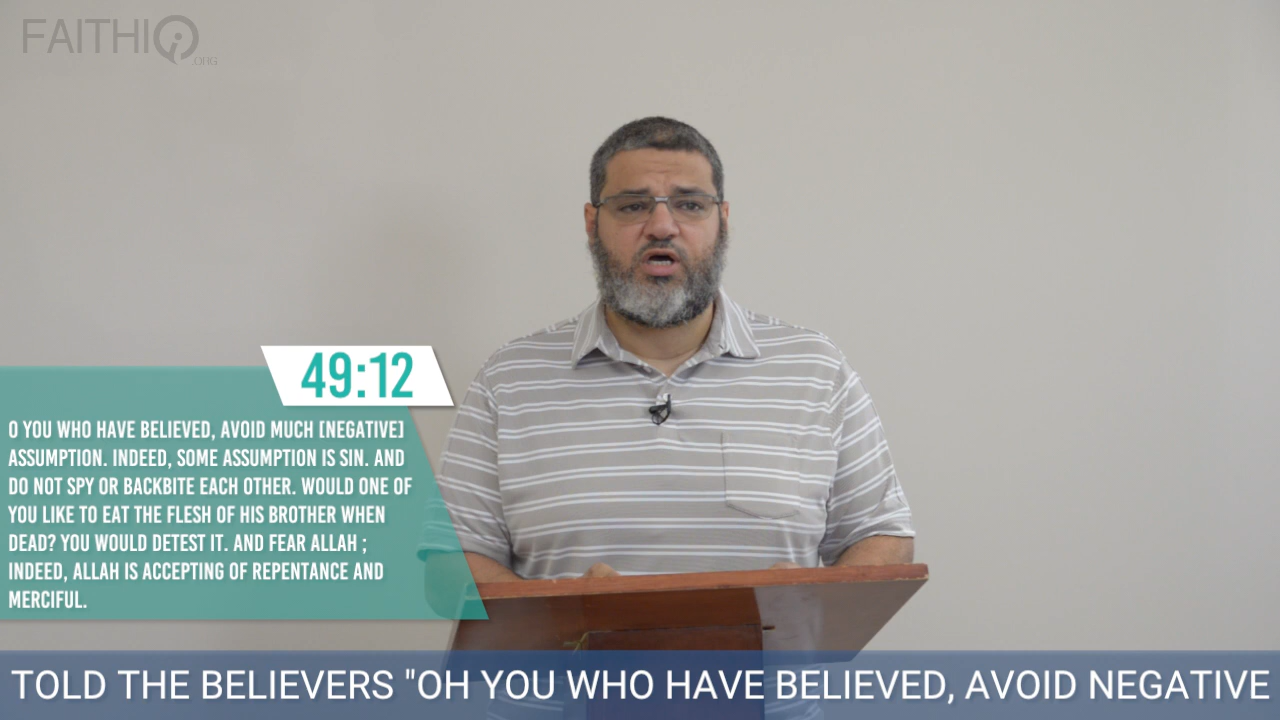 FAITHIQ
.ORG
49:12
O YOU WHO HAVE BELIEVED, AVOID MUCH [NEGATIVE]
ASSUMPTION. INDEED, SOME ASSUMPTION IS SIN. AND
DO NOT SPY OR BACKBITE EACH OTHER. WOULD ONE OF
YOU LIKE TO EAT THE FLESH OF HIS BROTHER WHEN
DEAD? YOU WOULD DETEST IT. AND FEAR ALLAH ;
INDEED, ALLAH IS ACCEPTING OF REPENTANCE AND
MERCIFUL.
TOLD THE BELIEVERS "OH YOU WHO HAVE BELIEVED, AVOID NEGATIVE